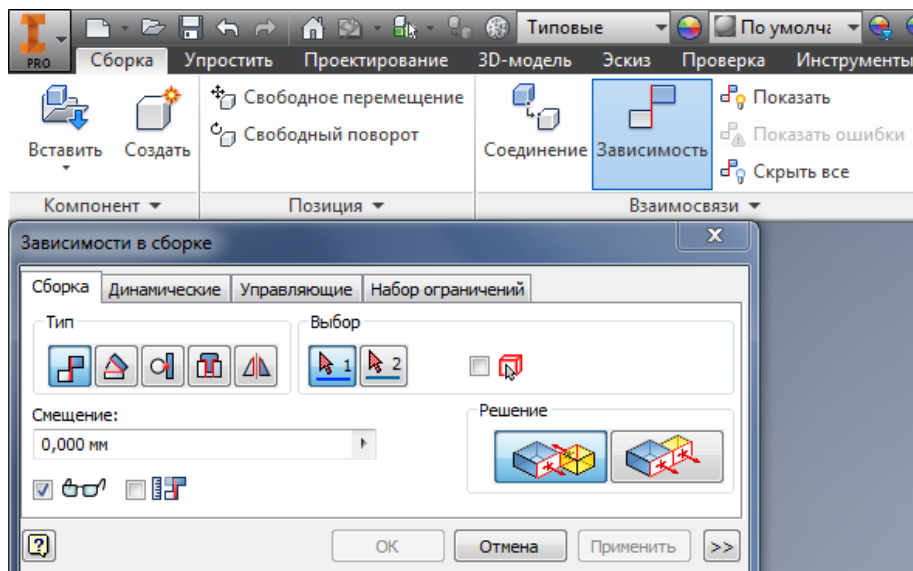 Типовые По умолча
PRO Сборка Упростить Проектирование 3D-модель Эскиз Проверка Инструменты
Вставить Создать
Свободное перемещение
Свободный поворот
Соединение Зависимость
Показать
Показать ошибки
Скрыть все
Компонент Позиция Взаимосвязи
Зависимости в сборке
Сборка Динамические Управляющие Набор ограничений
Тип Выбор
1 2
Смещение: Решение
0,000 мм
ОК Отмена Применить >>